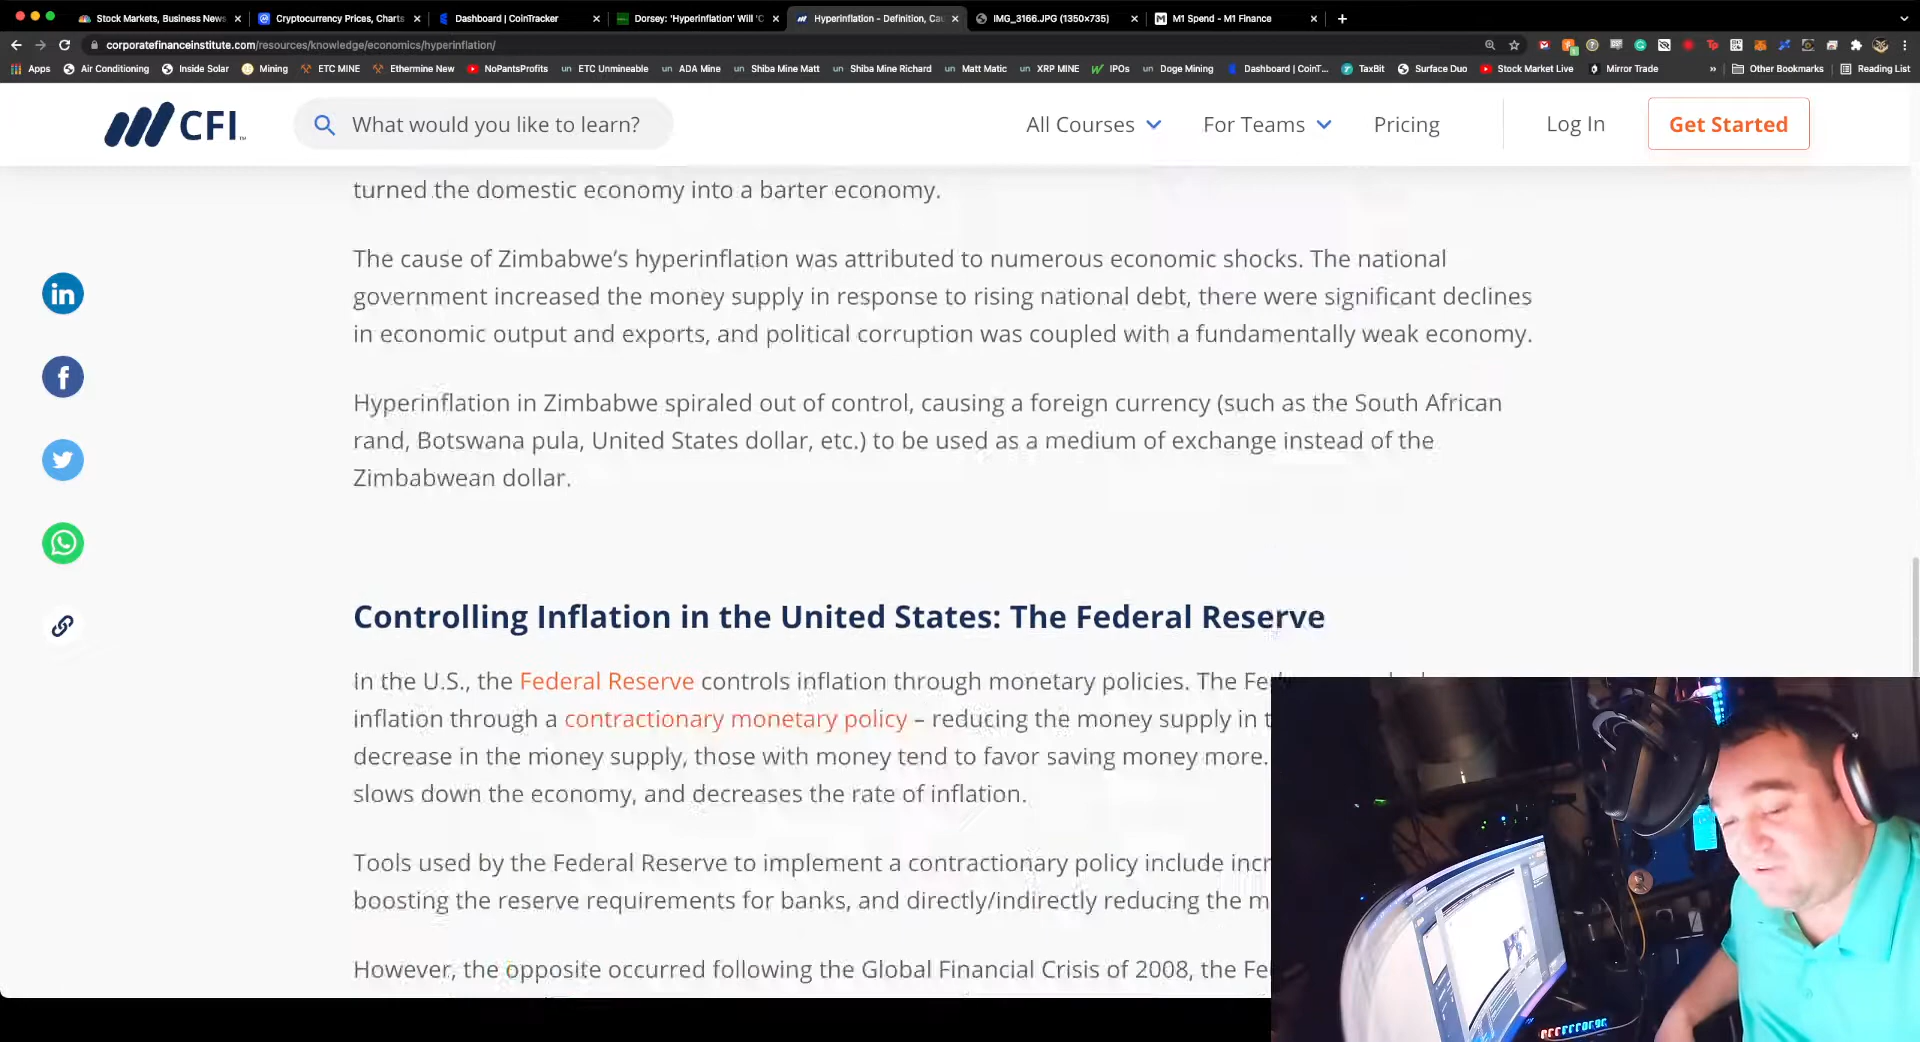 Stock Markets, Business News
Cryptocurrency Prices, Charts
Dashboard | CoinTracker
Dorsey: 'Hyperinflation' Will 'C
Hyperinflation - Definition, Cau
IMG_3166.JPG (1350×735)
M1 Spend - M1 Finance
corporatefinanceinstitute.com/resources/knowledge/economics/hyperinflation/
Apps
Air Conditioning
Inside Solar
Mining
ETC MINE
Ethermine New
NoPantsProfits
ETC Unmineable
ADA Mine
Shiba Mine Matt
Shiba Mine Richard
Matt Matic
XRP MINE
IPOs
Doge Mining
Dashboard | CoinT...
TaxBit
Surface Duo
Stock Market Live
Mirror Trade
»
Other Bookmarks
Reading List
CFI
What would you like to learn?
All Courses
For Teams
Pricing
Log In
Get Started
turned the domestic economy into a barter economy.
The cause of Zimbabwe’s hyperinflation was attributed to numerous economic shocks. The national
government increased the money supply in response to rising national debt, there were significant declines
in economic output and exports, and political corruption was coupled with a fundamentally weak economy.
Hyperinflation in Zimbabwe spiraled out of control, causing a foreign currency (such as the South African
rand, Botswana pula, United States dollar, etc.) to be used as a medium of exchange instead of the
Zimbabwean dollar.
Controlling Inflation in the United States: The Federal Reserve
In the U.S., the Federal Reserve controls inflation through monetary policies. The Fe
inflation through a contractionary monetary policy – reducing the money supply in t
decrease in the money supply, those with money tend to favor saving money more.
slows down the economy, and decreases the rate of inflation.
Tools used by the Federal Reserve to implement a contractionary policy include incr
boosting the reserve requirements for banks, and directly/indirectly reducing the m
However, the opposite occurred following the Global Financial Crisis of 2008, the Fe